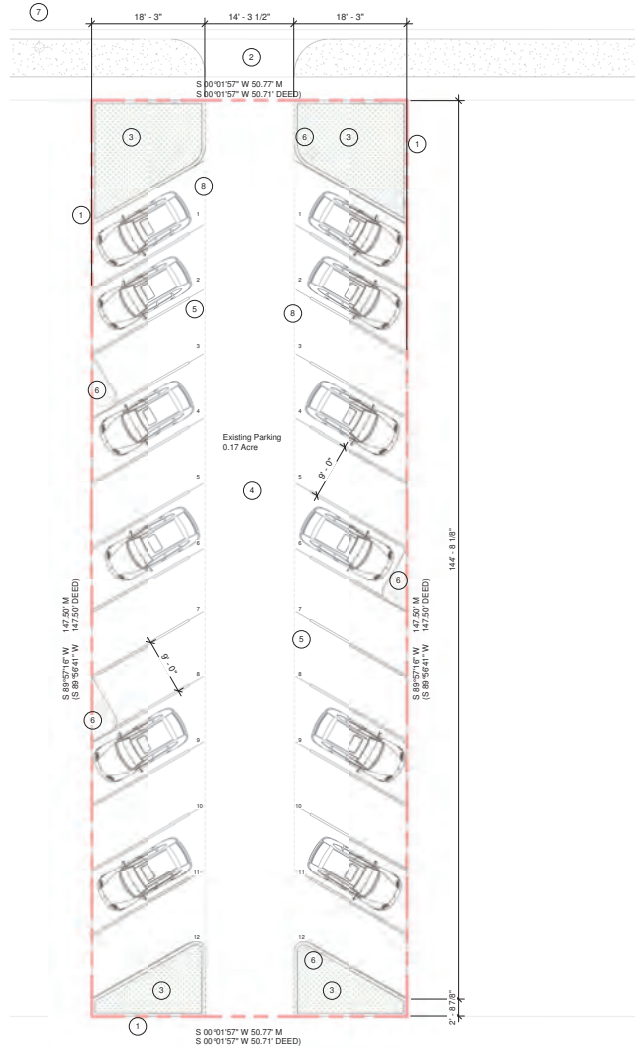 7
18' - 3"
14' - 3 1/2"
18' - 3"
2
S 00°01'57" W 50.77' M
S 00°01'57" W 50.71' DEED)
3
6
3
1
8
1
1
1
2
2
5
8
3
3
6
4
4
Existing Parking
0.17 Acre
9' - 0"
5
5
4
6
6
144' - 8 1/8"
6
S 89°57'16" W 147.50' M
(S 89°56'41" W 147.50' DEED)
S 89°57'16" W 147.50' M
(S 89°56'41" W 147.50' DEED)
7
7
5
9' - 0"
8
8
6
9
9
10
10
11
11
12
12
6
3
3
2' - 8 7/8"
1
S 00°01'57" W 50.77' M
S 00°01'57" W 50.71' DEED)